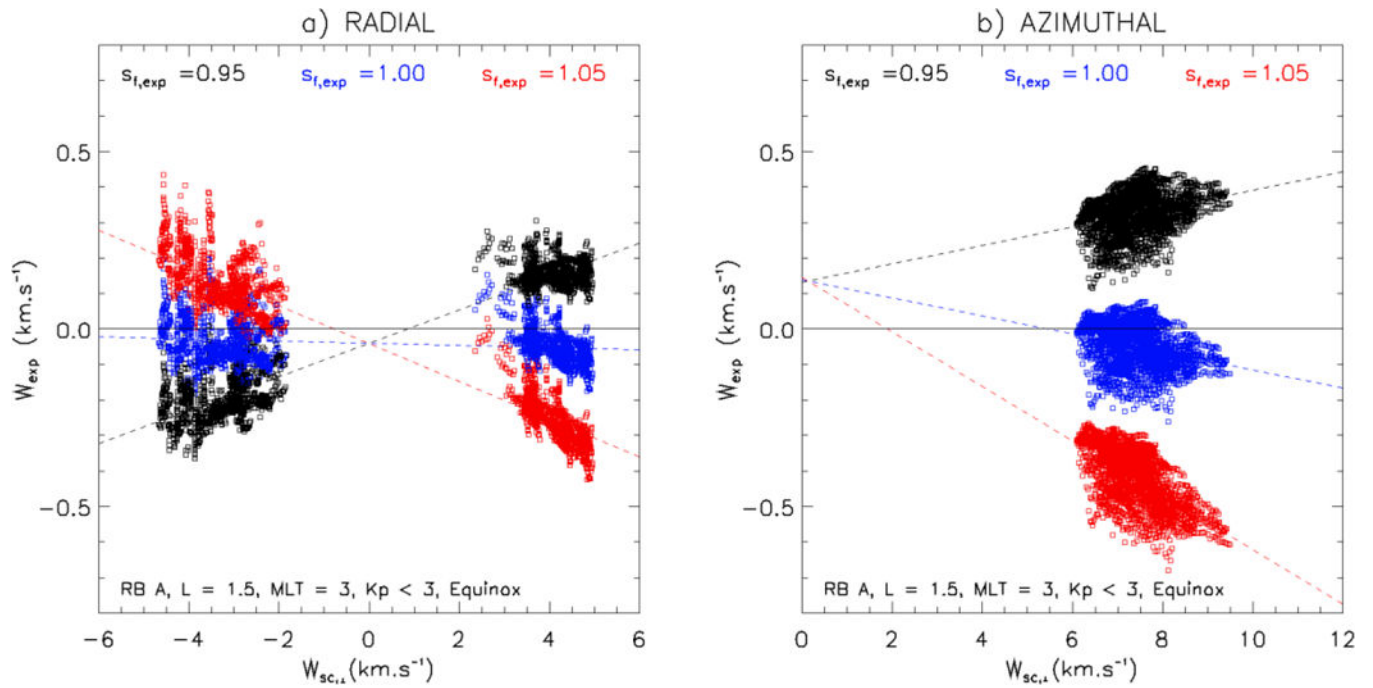 a) RADIAL
s_f,exp =0.95 s_f,exp =1.00 s_f,exp =1.05
0.5
0.0
−0.5
W_exp (km.s⁻¹)
RB A, L = 1.5, MLT = 3, Kp < 3, Equinox
−6 −4 −2 0 2 4 6
W_sc,⊥ (km.s⁻¹)
b) AZIMUTHAL
s_f,exp =0.95 s_f,exp =1.00 s_f,exp =1.05
0.5
0.0
−0.5
W_exp (km.s⁻¹)
RB A, L = 1.5, MLT = 3, Kp < 3, Equinox
0 2 4 6 8 10 12
W_sc,⊥ (km.s⁻¹)